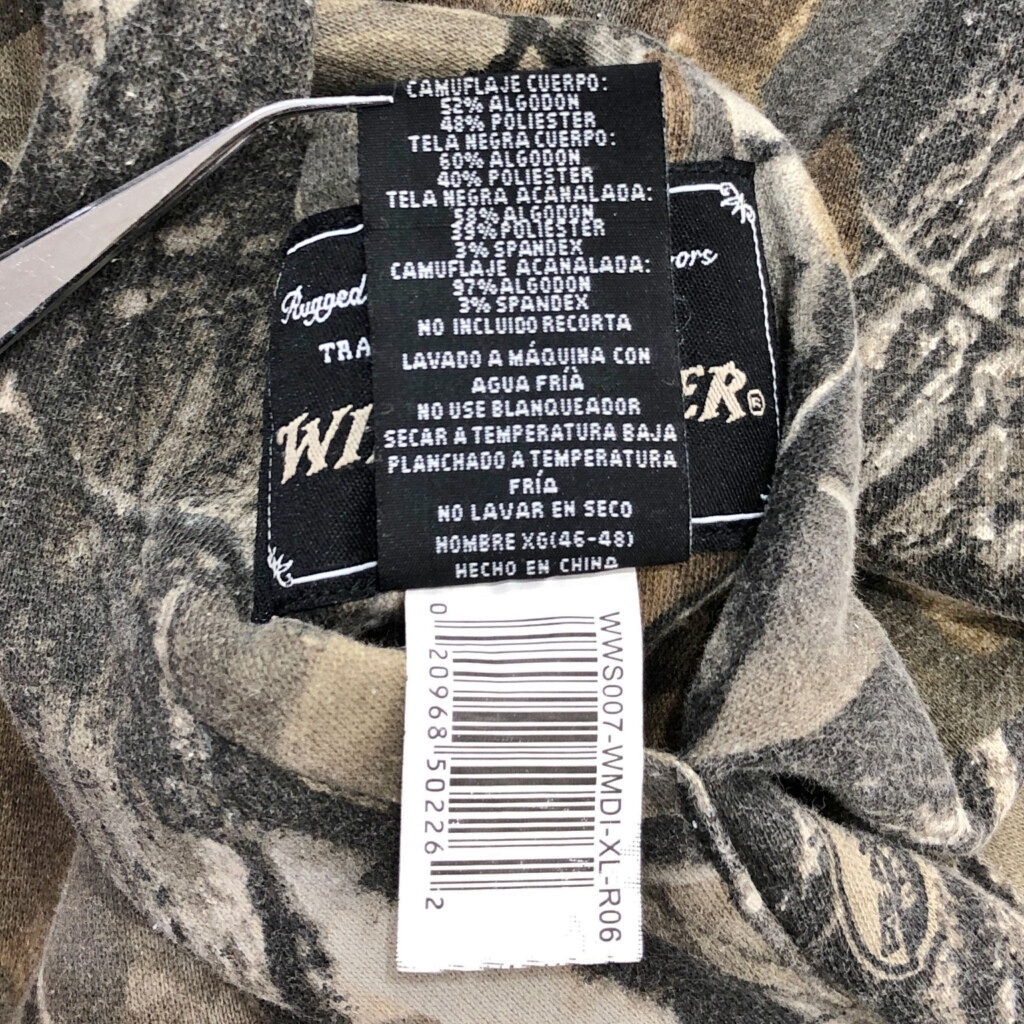 CAMUFLAJE CUERPO:
52% ALGODON
48% POLIESTER
TELA NEGRA CUERPO:
60% ALGODON
40% POLIESTER
TELA NEGRA ACANALADA:
58% ALGODON
39% POLIESTER
3% SPANDEX
CAMUFLAJE ACANALADA:
97% ALGODON
3% SPANDEX
NO INCLUIDO RECORTA
LAVADO A MÁQUINA CON
AGUA FRÍÀ
NO USE BLANQUEADOR
SECAR A TEMPERATURA BAJA
PLANCHADO A TEMPERATURA
FRÍA
NO LAVAR EN SECO
HOMBRE XG(46-48)
HECHO EN CHINA
Rugged
ors
TRA
WI ER®
WWS007-WMDI-XL-R06
0 20968 50226 2